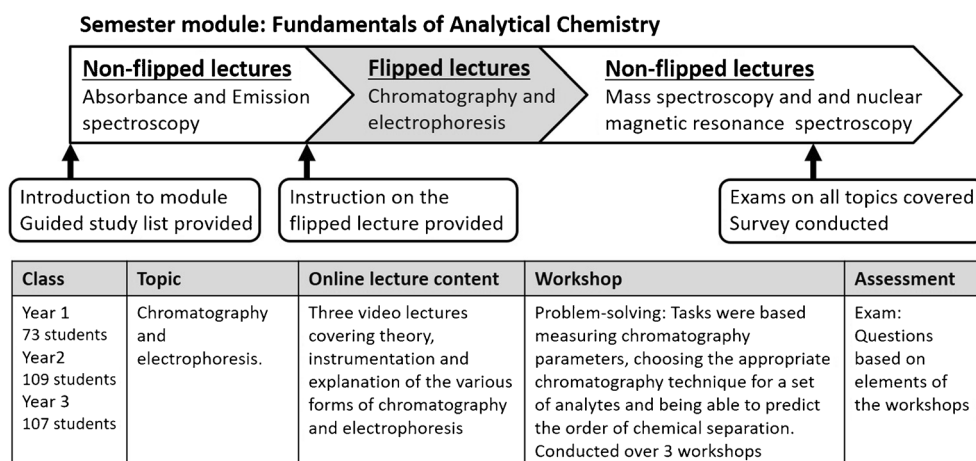 Semester module: Fundamentals of Analytical Chemistry
Non-flipped lectures
Absorbance and Emission
spectroscopy
Flipped lectures
Chromatography and
electrophoresis
Non-flipped lectures
Mass spectroscopy and and nuclear
magnetic resonance spectroscopy
Introduction to module
Guided study list provided
Instruction on the
flipped lecture provided
Exams on all topics covered
Survey conducted
Class
Topic
Online lecture content
Workshop
Assessment
Year 1
73 students
Year2
109 students
Year 3
107 students
Chromatography
and
electrophoresis.
Three video lectures
covering theory,
instrumentation and
explanation of the various
forms of chromatography
and electrophoresis
Problem-solving: Tasks were based
measuring chromatography
parameters, choosing the appropriate
chromatography technique for a set
of analytes and being able to predict
the order of chemical separation.
Conducted over 3 workshops
Exam:
Questions
based on
elements of
the workshops